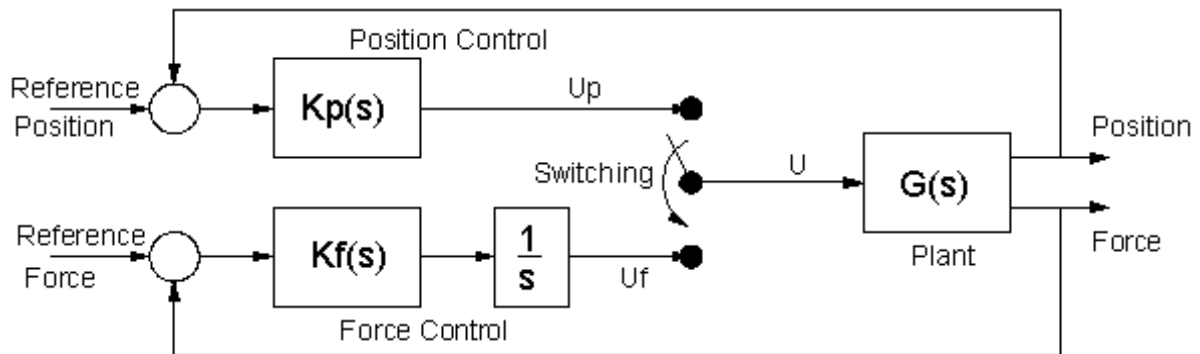 Position Control
Reference
Position
Kp(s)
Up
Switching
U
G(s)
Plant
Position
Force
Reference
Force
Kf(s)
1
s
Uf
Force Control